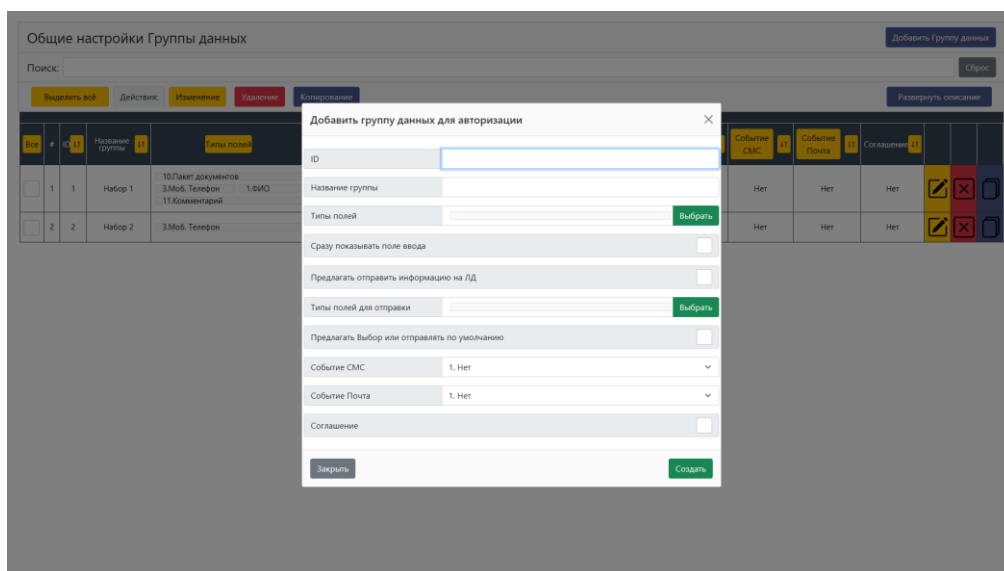 Общие настройки Группы данных
Добавить Группу данных
Поиск:
Сброс
Выделить всё Действия: Изменение Удаление Копирование
Развернуть описание
Добавить группу данных для авторизации
Все # ID Название группы Типы полей
Событие СМС Событие Почта Соглашение
1 1 Набор 1
10.Пакет документов
3.Моб. Телефон 1.ФИО
11.Комментарий
Нет Нет Нет
2 2 Набор 2 3.Моб. Телефон
Нет Нет Нет
ID
Название группы
Типы полей Выбрать
Сразу показывать поле ввода
Предлагать отправить информацию на ЛД
Типы полей для отправки Выбрать
Предлагать Выбор или отправлять по умолчанию
Событие СМС 1. Нет
Событие Почта 1. Нет
Соглашение
Закрыть Создать